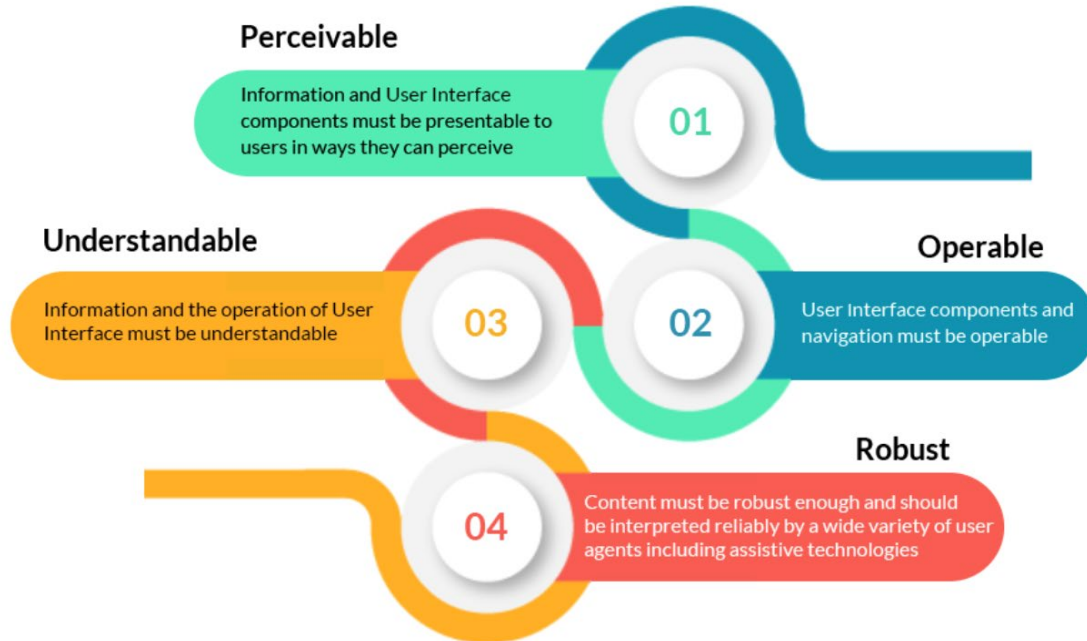 Perceivable
Information and User Interface
components must be presentable to
users in ways they can perceive
01
Operable
User Interface components and
navigation must be operable
02
Understandable
Information and the operation of User
Interface must be understandable
03
Robust
Content must be robust enough and should
be interpreted reliably by a wide variety of user
agents including assistive technologies
04